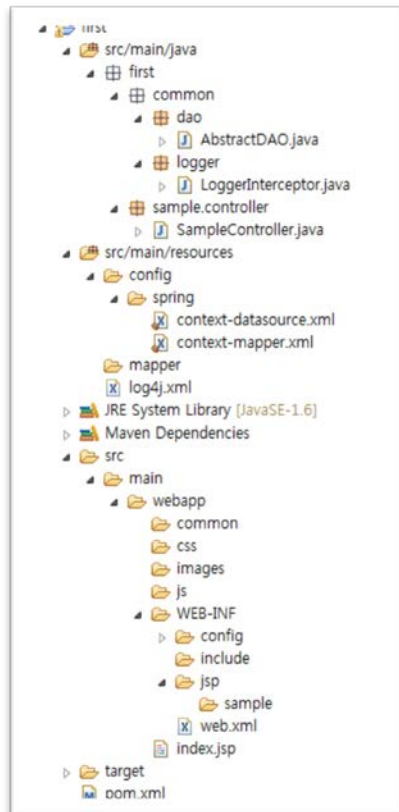 first
src/main/java
first
common
dao
AbstractDAO.java
logger
LoggerInterceptor.java
sample.controller
SampleController.java
src/main/resources
config
spring
context-datasource.xml
context-mapper.xml
mapper
log4j.xml
JRE System Library [JavaSE-1.6]
Maven Dependencies
src
main
webapp
common
css
images
js
WEB-INF
config
include
jsp
sample
web.xml
index.jsp
target
pom.xml